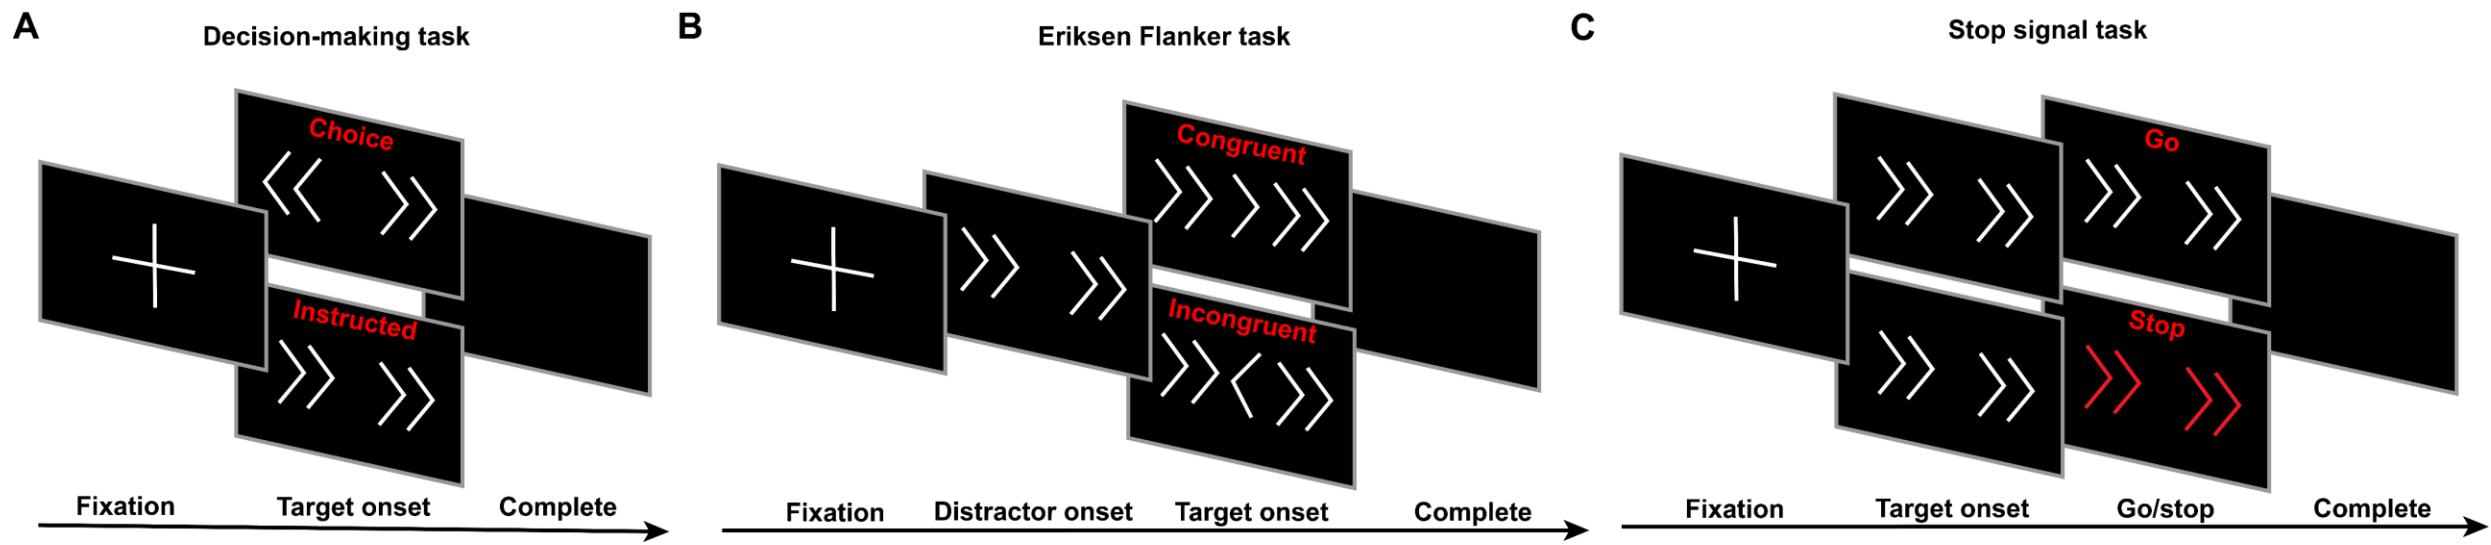 A
Decision-making task
Choice
Instructed
Fixation
Target onset
Complete
B
Eriksen Flanker task
Congruent
Incongruent
Fixation
Distractor onset
Target onset
Complete
C
Stop signal task
Go
Stop
Fixation
Target onset
Go/stop
Complete